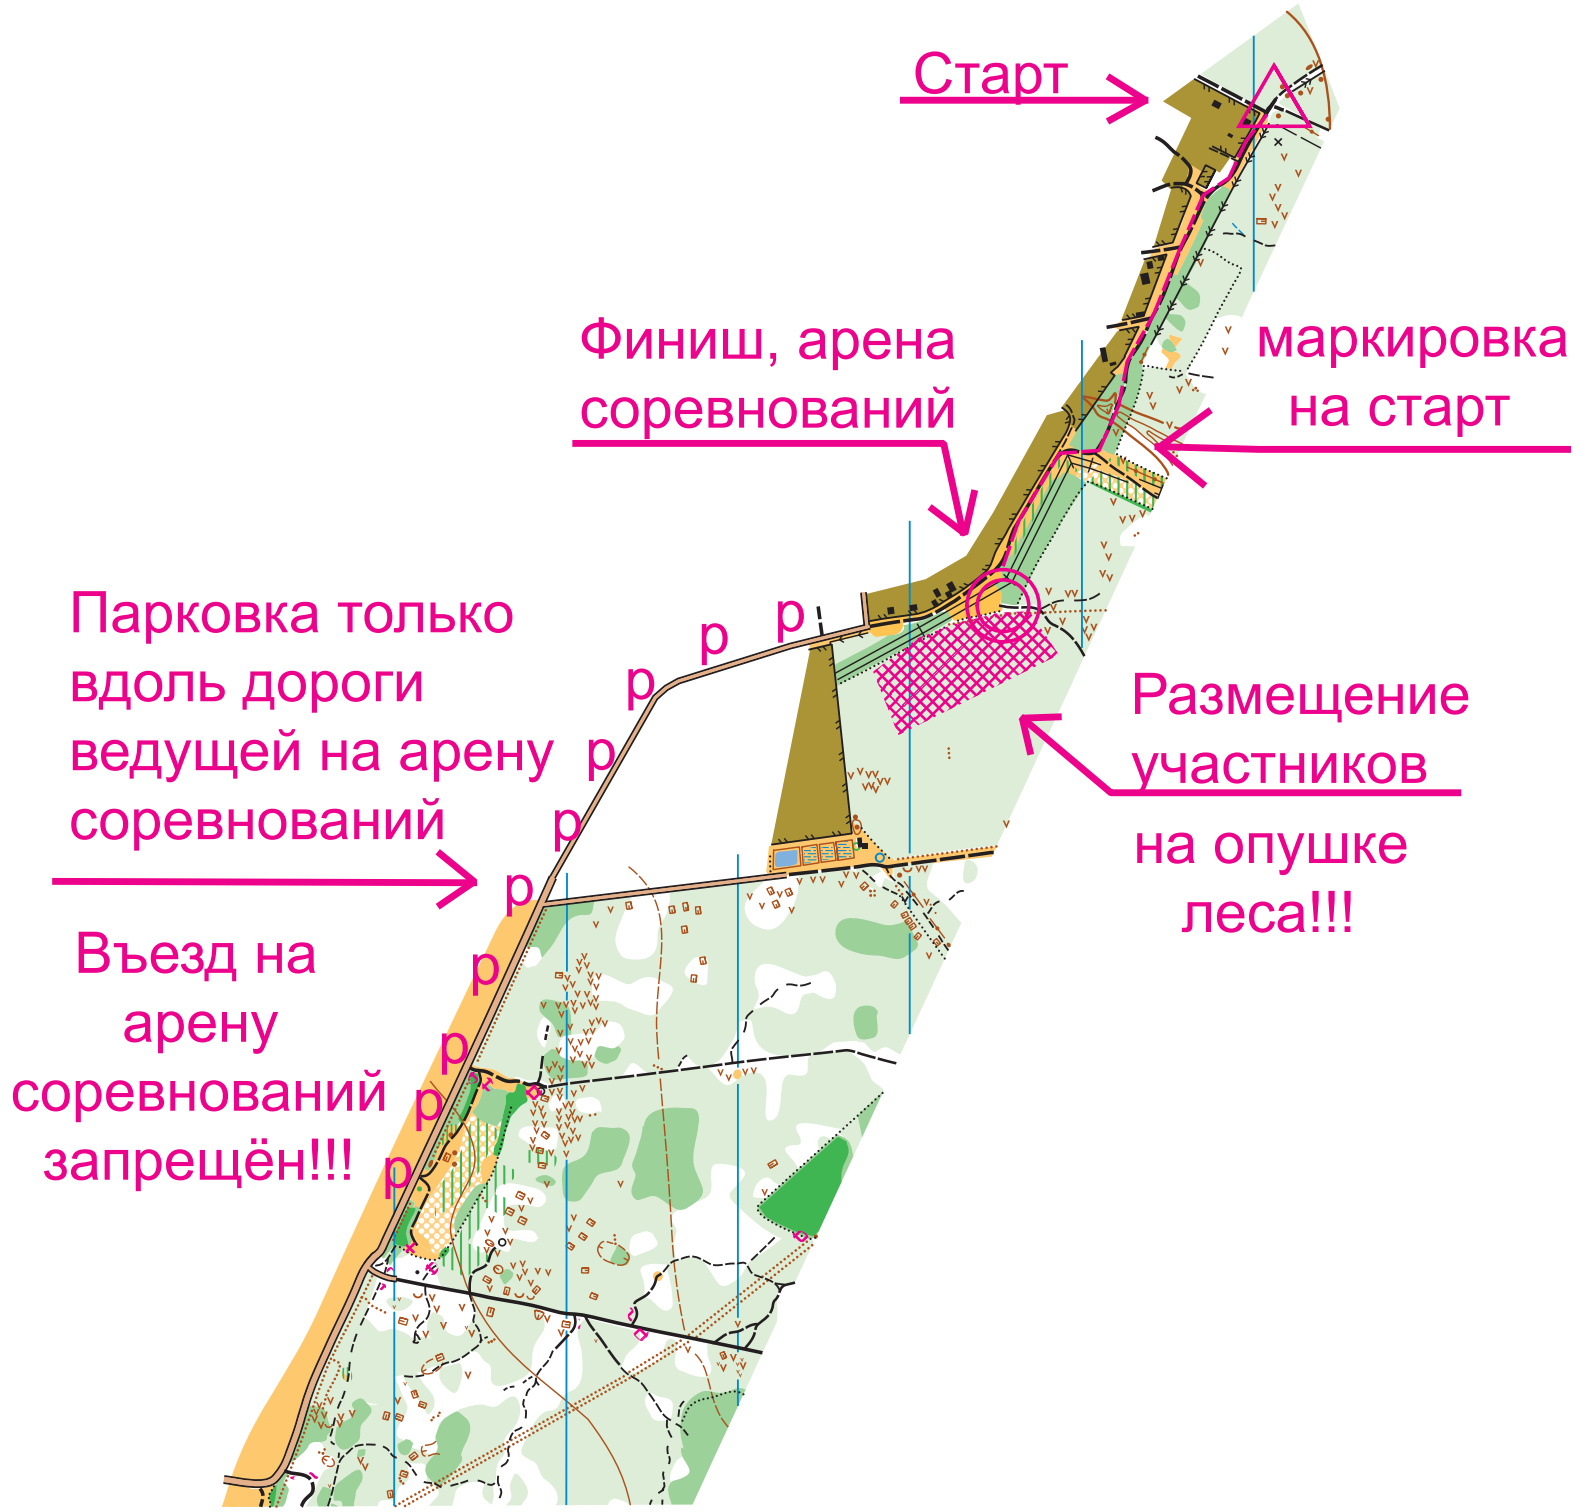 Старт
Финиш, арена
соревнований
маркировка
на старт
Парковка только
вдоль дороги
ведущей на арену
соревнований
Въезд на
арену
соревнований
запрещён!!!
Размещение
участников
на опушке
леса!!!
р
р
р
р
р
р
р
р
р
р